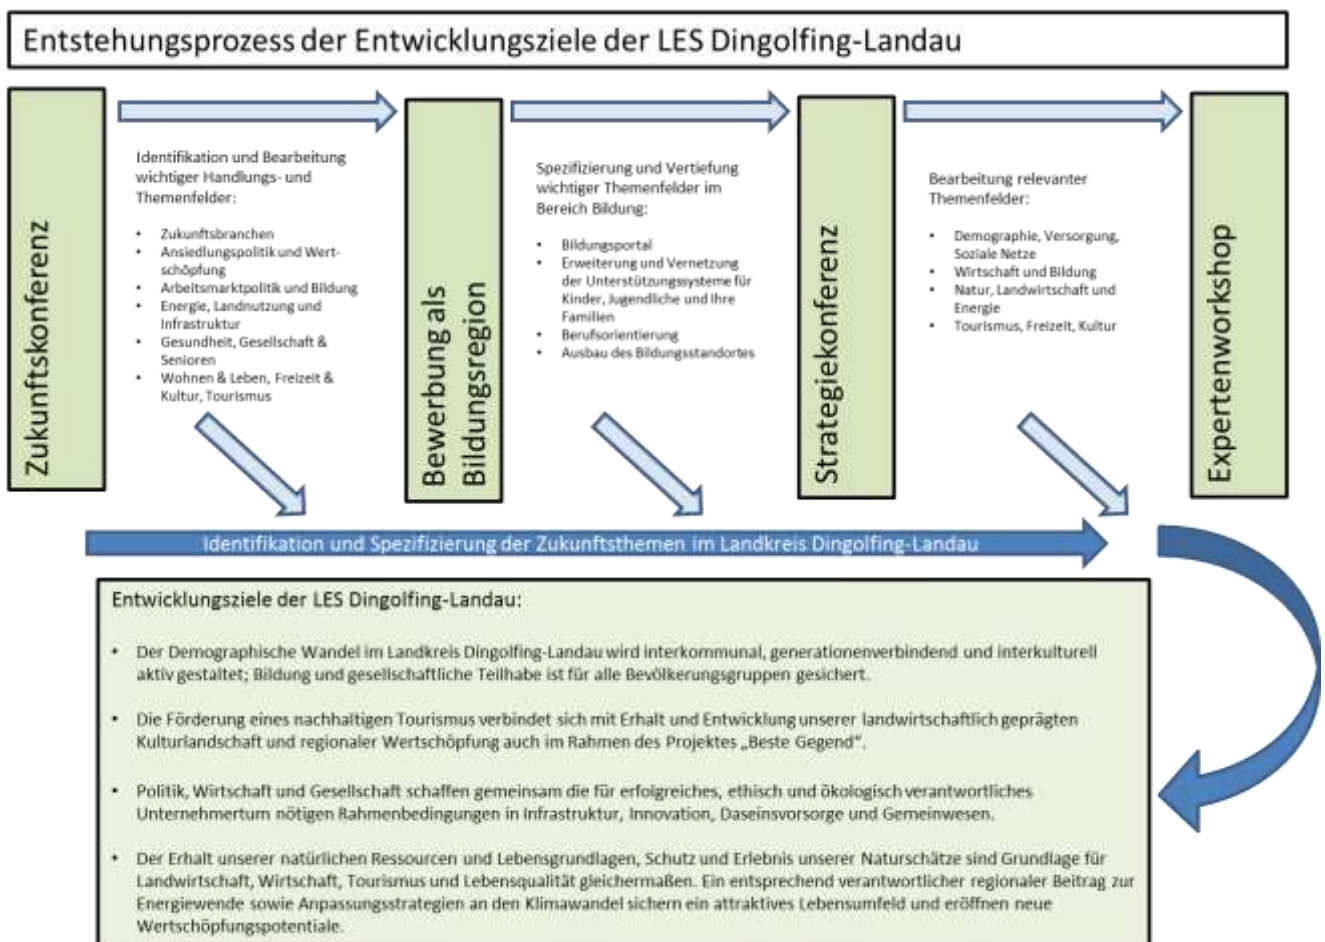 Entstehungsprozess der Entwicklungsziele der LES Dingolfing-Landau
Zukunftskonferenz
Identifikation und Bearbeitung
wichtiger Handlungs- und
Themenfelder:
• Zukunftsbranchen
• Ansiedlungspolitik und Wert-
schöpfung
• Arbeitsmarktpolitik und Bildung
• Energie, Landnutzung und
Infrastruktur
• Gesundheit, Gesellschaft &
Senioren
• Wohnen & Leben, Freizeit &
Kultur, Tourismus
Bewerbung als
Bildungsregion
Spezifizierung und Vertiefung
wichtiger Themenfelder im
Bereich Bildung:
• Bildungsportal
• Erweiterung und Vernetzung
der Unterstützungssysteme für
Kinder, Jugendliche und Ihre
Familien
• Berufsorientierung
• Ausbau des Bildungsstandortes
Strategiekonferenz
Bearbeitung relevanter
Themenfelder:
• Demographie, Versorgung,
Soziale Netze
• Wirtschaft und Bildung
• Natur, Landwirtschaft und
Energie
• Tourismus, Freizeit, Kultur
Expertenworkshop
Identifikation und Spezifizierung der Zukunftsthemen im Landkreis Dingolfing-Landau
Entwicklungsziele der LES Dingolfing-Landau:
• Der Demographische Wandel im Landkreis Dingolfing-Landau wird interkommunal, generationenverbindend und interkulturell
aktiv gestaltet; Bildung und gesellschaftliche Teilhabe ist für alle Bevölkerungsgruppen gesichert.
• Die Förderung eines nachhaltigen Tourismus verbindet sich mit Erhalt und Entwicklung unserer landwirtschaftlich geprägten
Kulturlandschaft und regionaler Wertschöpfung auch im Rahmen des Projektes „Beste Gegend“.
• Politik, Wirtschaft und Gesellschaft schaffen gemeinsam die für erfolgreiches, ethisch und ökologisch verantwortliches
Unternehmertum nötigen Rahmenbedingungen in Infrastruktur, Innovation, Daseinsvorsorge und Gemeinwesen.
• Der Erhalt unserer natürlichen Ressourcen und Lebensgrundlagen, Schutz und Erlebnis unserer Naturschätze sind Grundlage für
Landwirtschaft, Wirtschaft, Tourismus und Lebensqualität gleichermaßen. Ein entsprechend verantwortlicher regionaler Beitrag zur
Energiewende sowie Anpassungsstrategien an den Klimawandel sichern ein attraktives Lebensumfeld und eröffnen neue
Wertschöpfungspotentiale.